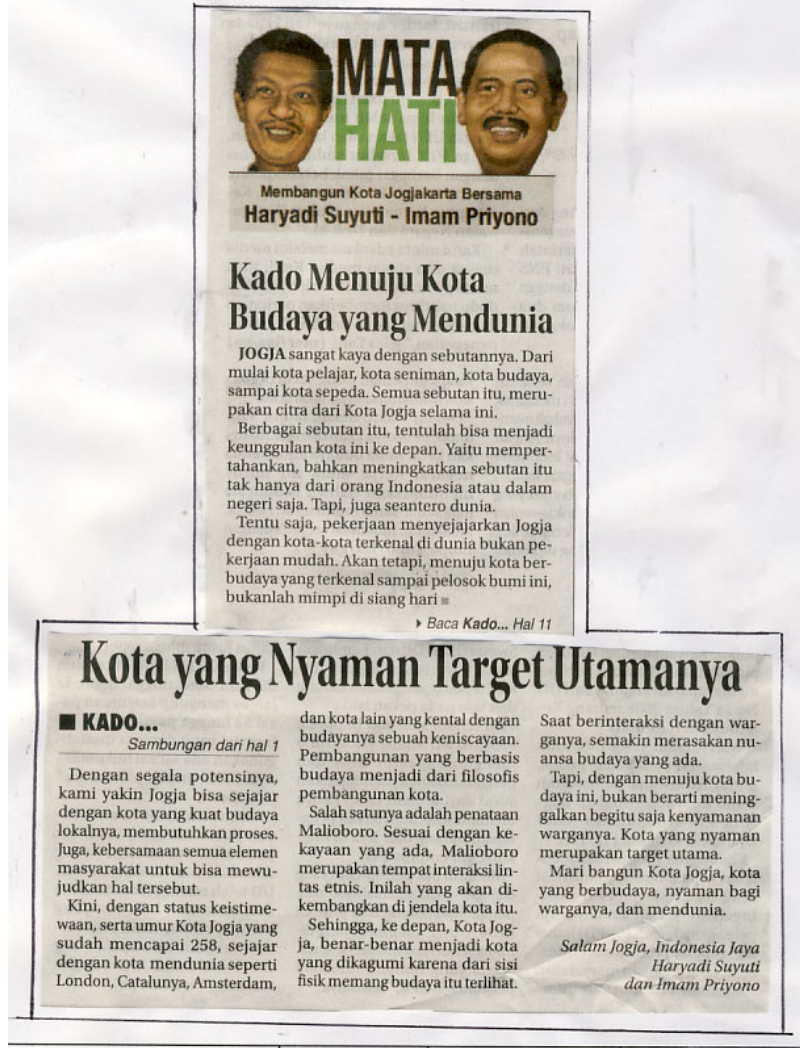 MATA
HATI
Membangun Kota Jogjakarta Bersama
Haryadi Suyuti - Imam Priyono
Kado Menuju Kota
Budaya yang Mendunia
JOGJA sangat kaya dengan sebutannya. Dari
mulai kota pelajar, kota seniman, kota budaya,
sampai kota sepeda. Semua sebutan itu, meru-
pakan citra dari Kota Jogja selama ini.
Berbagai sebutan itu, tentulah bisa menjadi
keunggulan kota ini ke depan. Yaitu memper-
tahankan, bahkan meningkatkan sebutan itu
tak hanya dari orang Indonesia atau dalam
negeri saja. Tapi, juga seantero dunia.
Tentu saja, pekerjaan menyejajarkan Jogja
dengan kota-kota terkenal di dunia bukan pe-
kerjaan mudah. Akan tetapi, menuju kota ber-
budaya yang terkenal sampai pelosok bumi ini,
bukanlah mimpi di siang hari
Baca Kado... Hal 11
Kota yang Nyaman Target Utamanya
KADO...
Sambungan dari hal 1
Dengan segala potensinya,
kami yakin Jogja bisa sejajar
dengan kota yang kuat budaya
lokalnya, membutuhkan proses.
Juga, kebersamaan semua elemen
masyarakat untuk bisa mewu-
judkan hal tersebut.
Kini, dengan status keistime-
waan, serta umur Kota Jogja yang
sudah mencapai 258, sejajar
dengan kota mendunia seperti
London, Catalunya, Amsterdam,
dan kota lain yang kental dengan
budayanya sebuah keniscayaan.
Pembangunan yang berbasis
budaya menjadi dari filosofis
pembangunan kota.
Salah satunya adalah penataan
Malioboro. Sesuai dengan ke-
kayaan yang ada, Malioboro
merupakan tempat interaksi lin-
tas etnis. Inilah yang akan di-
kembangkan di jendela kota itu.
Sehingga, ke depan, Kota Jog-
ja, benar-benar menjadi kota
yang dikagumi karena dari sisi
fisik memang budaya itu terlihat.
Saat berinteraksi dengan war-
ganya, semakin merasakan nu-
ansa budaya yang ada.
Tapi, dengan menuju kota bu-
daya ini, bukan berarti mening-
galkan begitu saja kenyamanan
warganya. Kota yang nyaman
merupakan target utama.
Mari bangun Kota Jogja, kota
yang berbudaya, nyaman bagi
warganya, dan mendunia.
Salam Jogja, Indonesia Jaya
Haryadi Suyuti
dan Imam Priyono